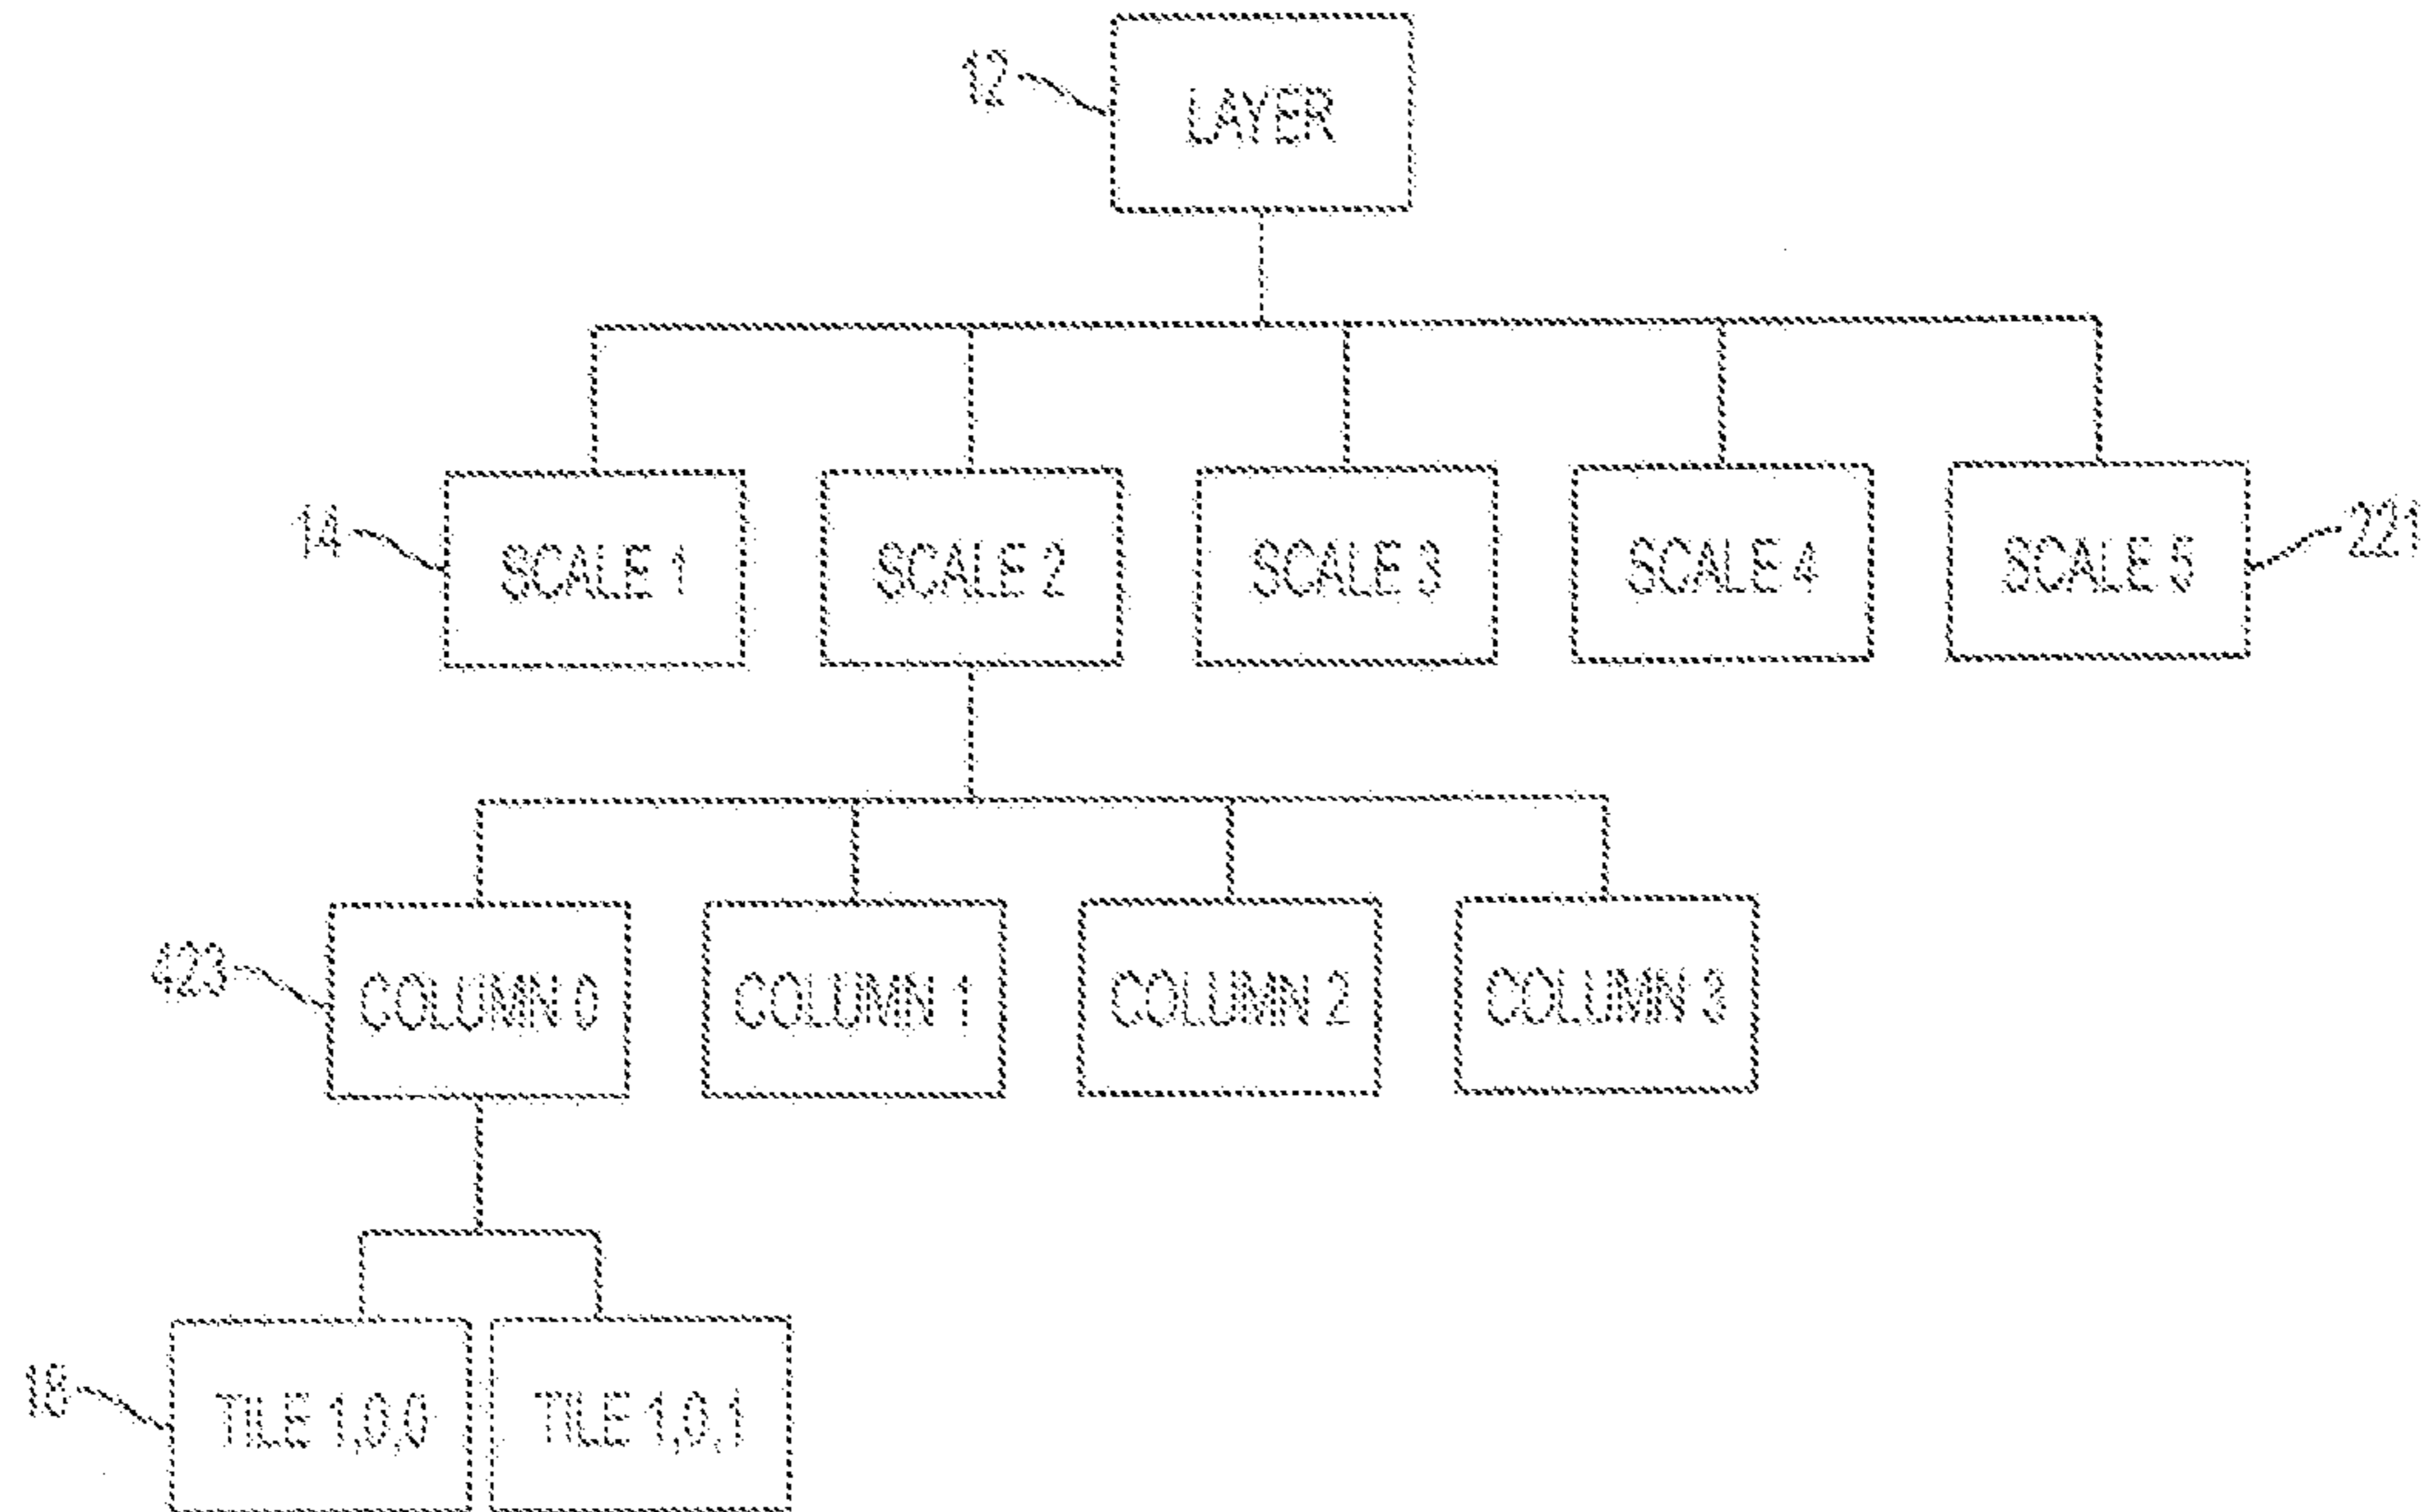 12
LAYER
14
SCALE 1
SCALE 2
SCALE 3
SCALE 4
SCALE 5
221
423
COLUMN 0
COLUMN 1
COLUMN 2
COLUMN 3
18
TILE 1,0,0
TILE 1,0,1